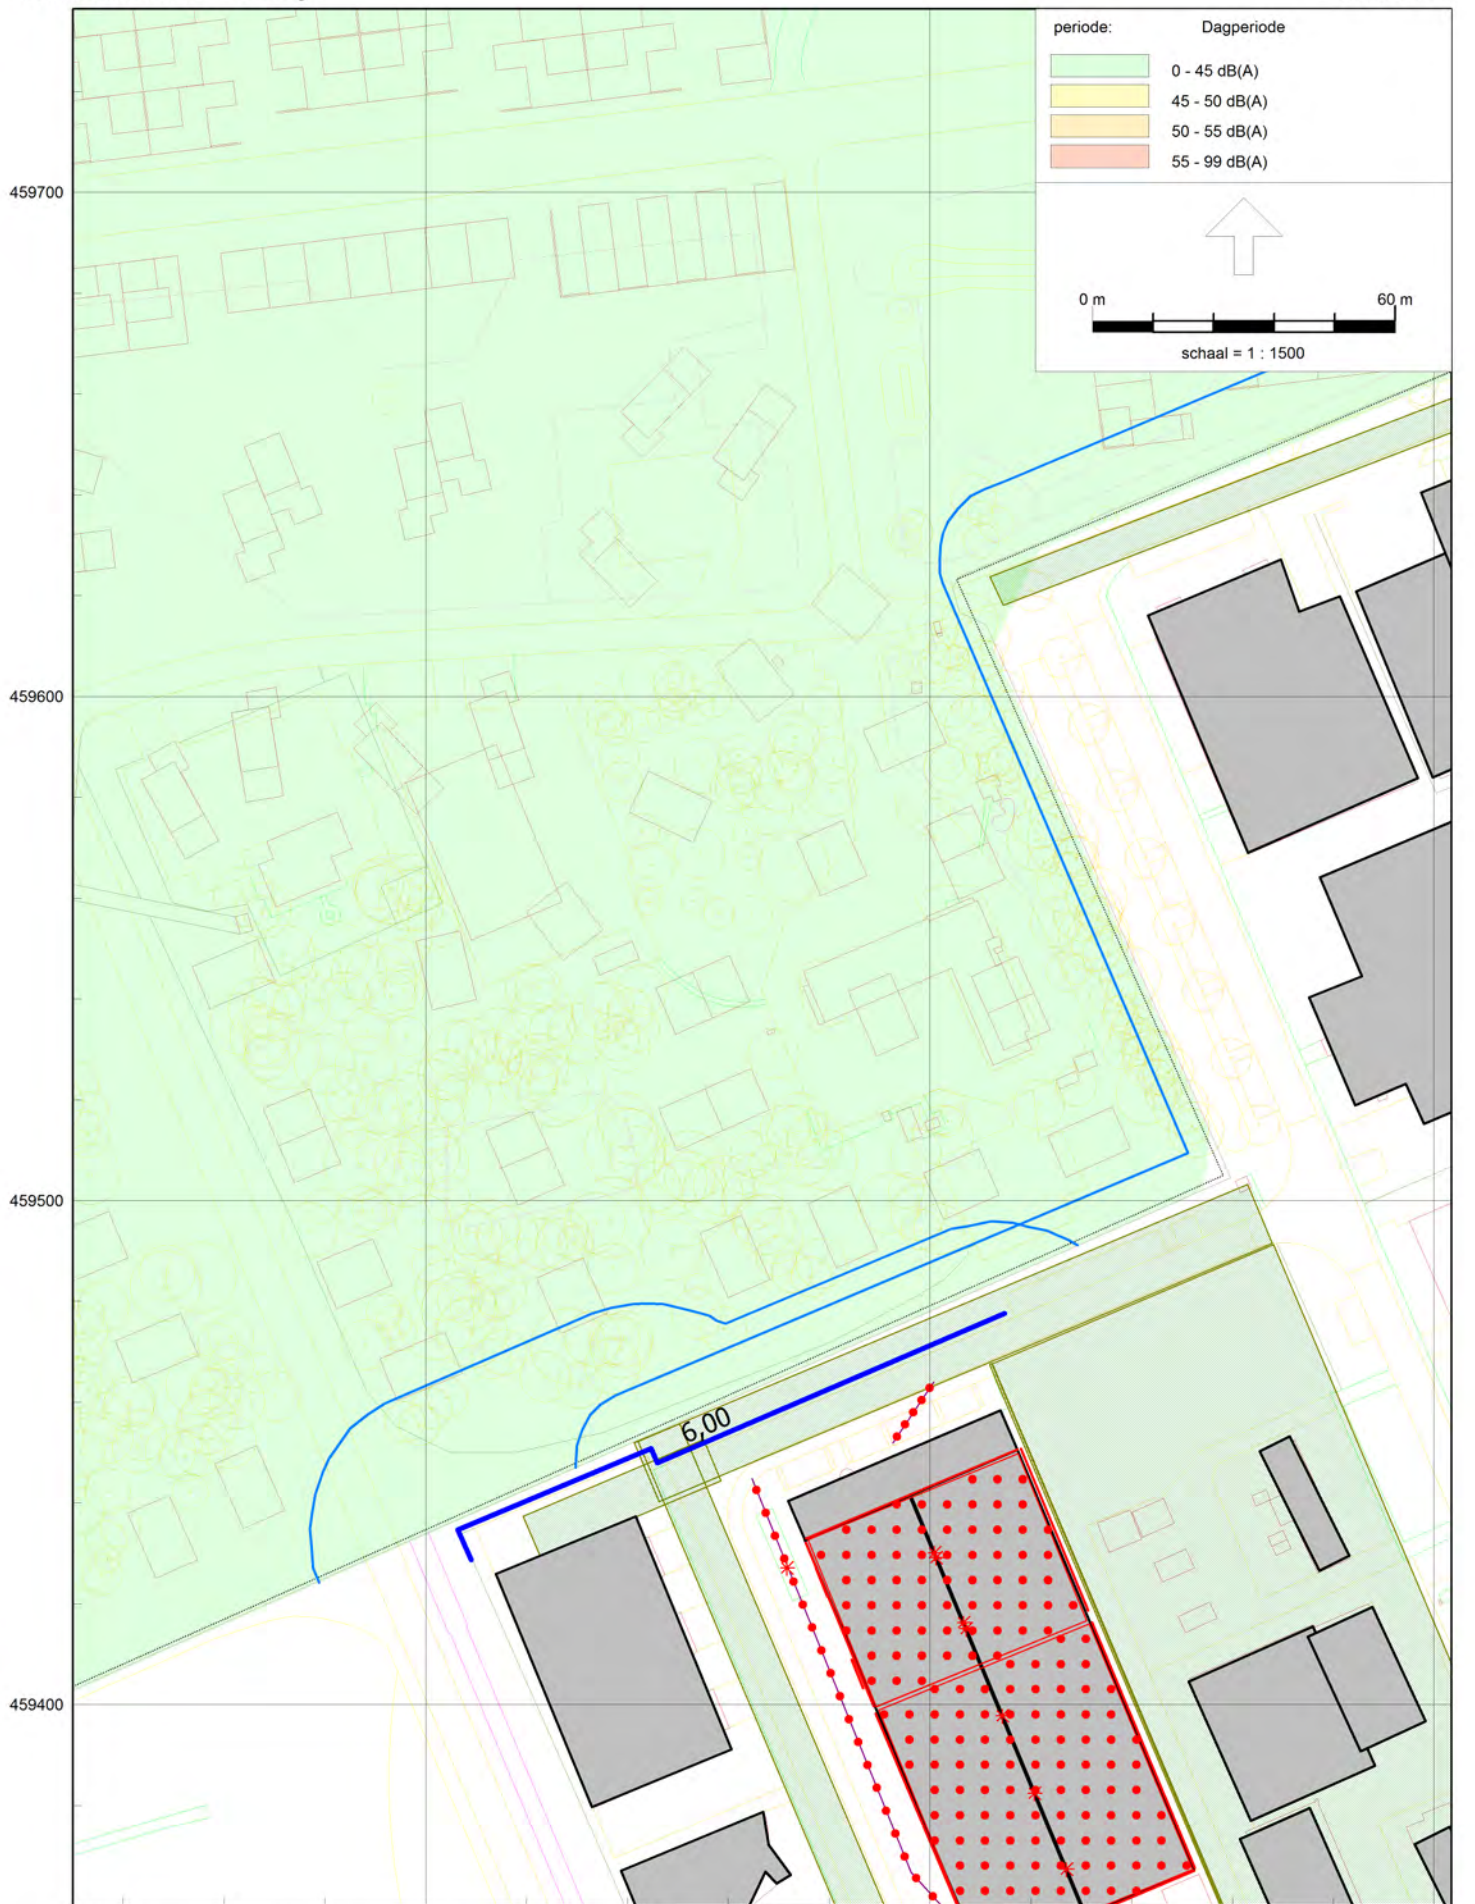 periode: Dagperiode
0 - 45 dB(A)
45 - 50 dB(A)
50 - 55 dB(A)
55 - 99 dB(A)
0 m 60 m
schaal = 1 : 1500
459700
459600
459500
6,00
459400